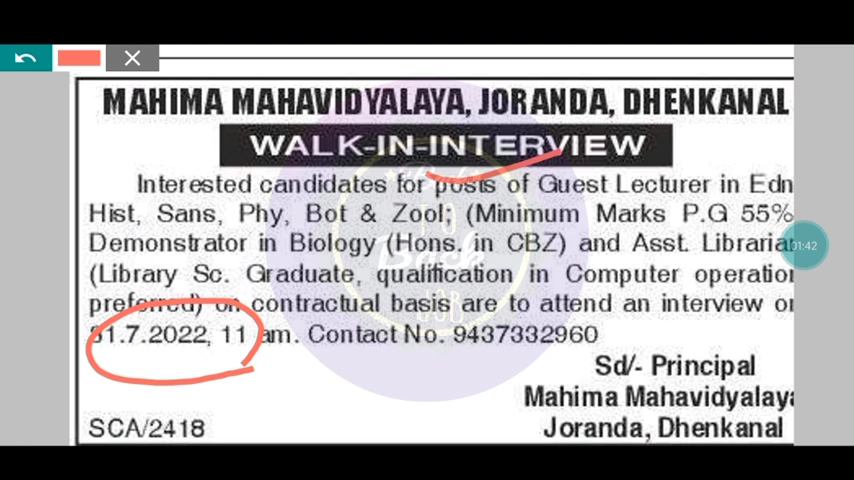 MAHIMA MAHAVIDYALAYA, JORANDA, DHENKANAL
WALK-IN-INTERVIEW
Interested candidates for posts of Guest Lecturer in Edn
Hist, Sans, Phy, Bot & Zool; (Minimum Marks P.G 55%
01:42
Demonstrator in Biology (Hons. in CBZ) and Asst. Librarian
(Library Sc. Graduate, qualification in Computer operation
preferred) on contractual basis are to attend an interview on
31.7.2022, 11 am. Contact No. 9437332960
Sd/- Principal
Mahima Mahavidyalaya
SCA/2418
Joranda, Dhenkanal
TO
Back
JOB